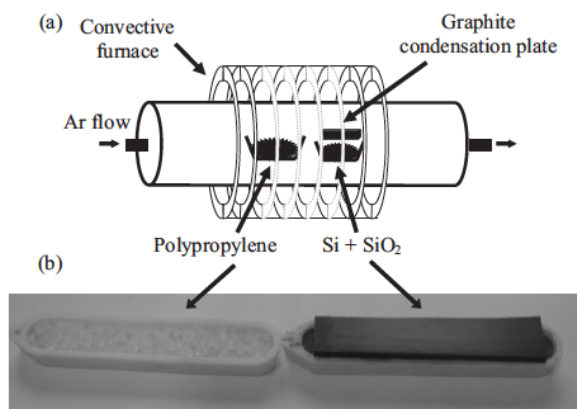 (a)
Convective
furnace
Graphite
condensation plate
Ar flow
Polypropylene
Si + SiO₂
(b)